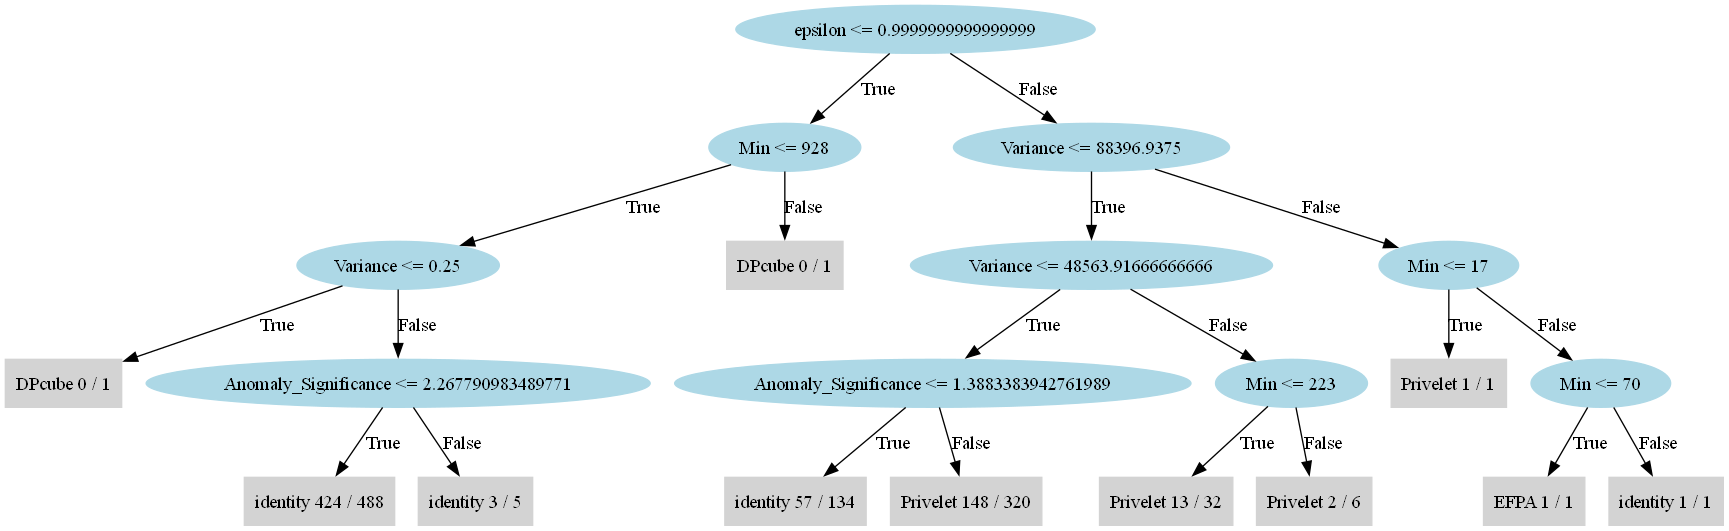 epsilon <= 0.9999999999999999
True
False
Min <= 928
Variance <= 88396.9375
True
False
True
False
Variance <= 0.25
DPcube 0 / 1
Variance <= 48563.91666666666
Min <= 17
True
False
True
False
True
False
DPcube 0 / 1
Anomaly_Significance <= 2.267790983489771
Anomaly_Significance <= 1.3883383942761989
Min <= 223
Privelet 1 / 1
Min <= 70
True
False
True
False
True
False
True
False
identity 424 / 488
identity 3 / 5
identity 57 / 134
Privelet 148 / 320
Privelet 13 / 32
Privelet 2 / 6
EFPA 1 / 1
identity 1 / 1